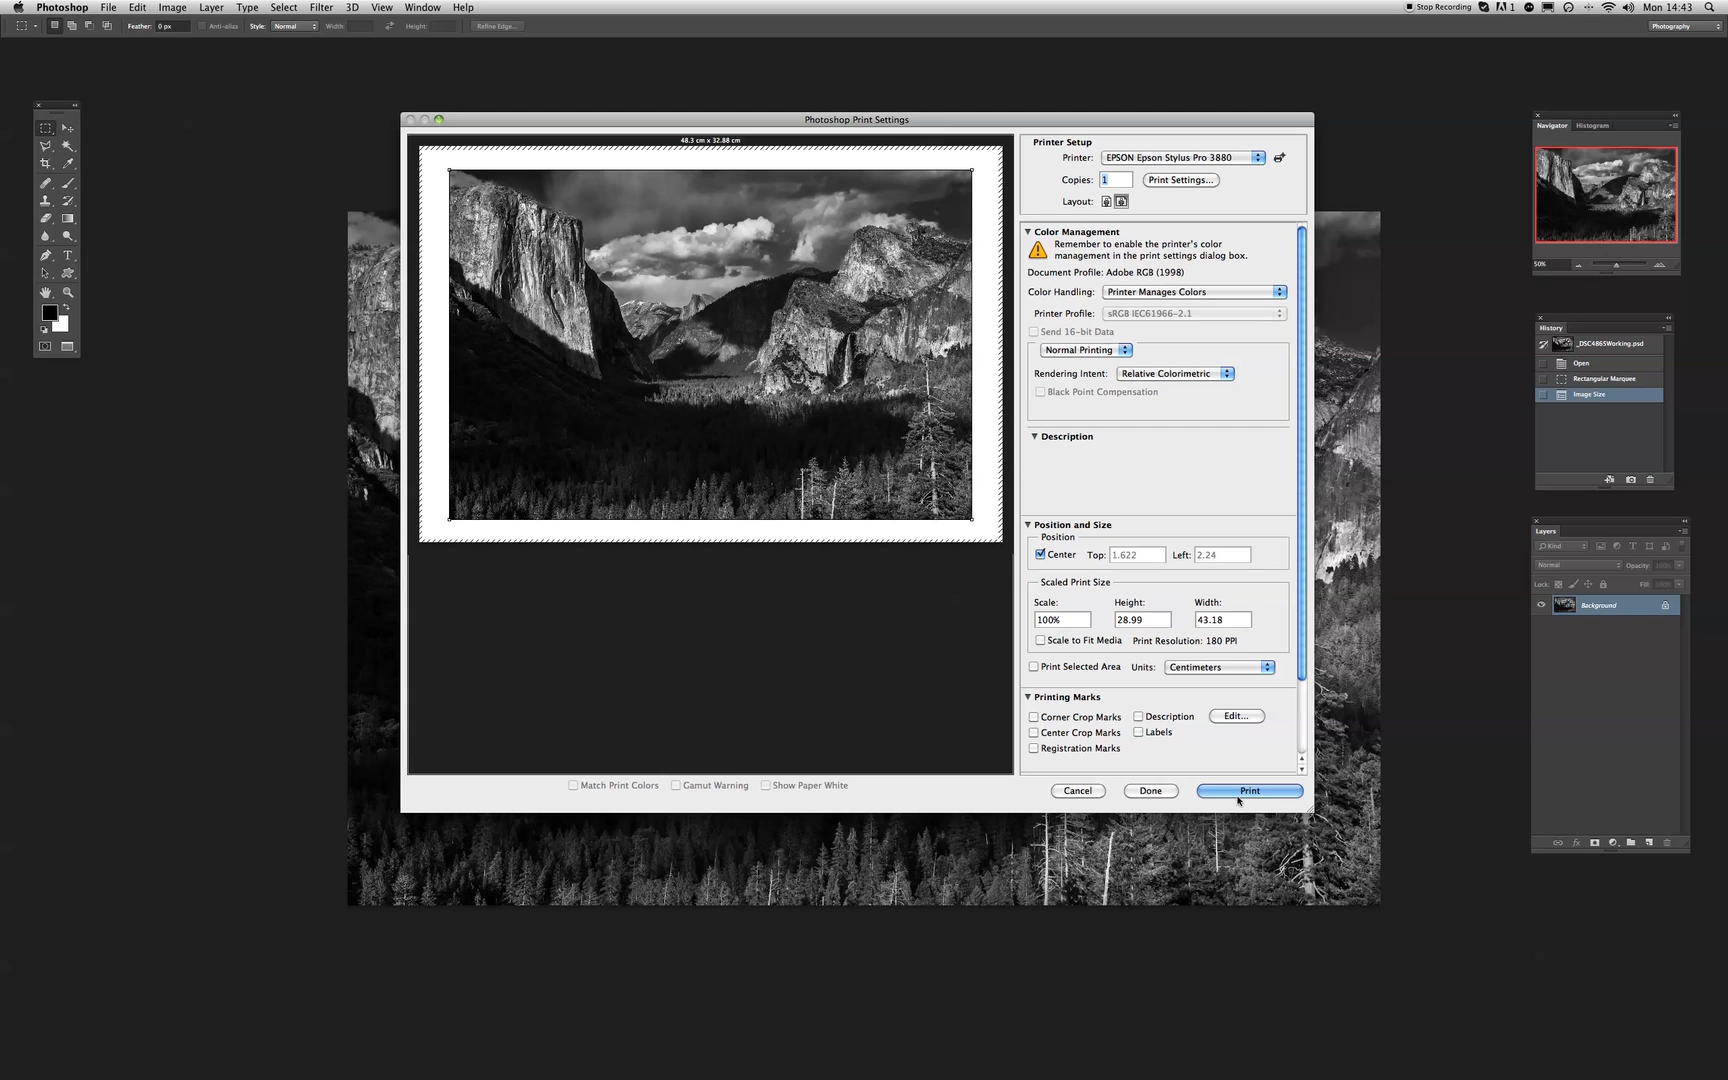 Photoshop File Edit Image Layer Type Select Filter 3D View Window Help Stop Recording 1 Mon 14:43
Feather: 0 px Anti-alias Style: Normal Width: Height: Refine Edge... Photography
Photoshop Print Settings
48.3 cm x 32.88 cm
Printer Setup
Printer: EPSON Epson Stylus Pro 3880
Copies: 1 Print Settings...
Layout:
Color Management
Remember to enable the printer's color
management in the print settings dialog box.
Document Profile: Adobe RGB (1998)
Color Handling: Printer Manages Colors
Printer Profile: sRGB IEC61966-2.1
Send 16-bit Data
Normal Printing
Rendering Intent: Relative Colorimetric
Black Point Compensation
Description
Position and Size
Position
Center Top: 1.622 Left: 2.24
Scaled Print Size
Scale: Height: Width:
100% 28.99 43.18
Scale to Fit Media Print Resolution: 180 PPI
Print Selected Area Units: Centimeters
Printing Marks
Corner Crop Marks Description Edit...
Center Crop Marks Labels
Registration Marks
Match Print Colors Gamut Warning Show Paper White
Cancel Done Print
Navigator Histogram
50%
History
_DSC4865Working.psd
Open
Rectangular Marquee
Image Size
Layers
Kind
Normal Opacity: 100%
Lock: Fill: 100%
Background